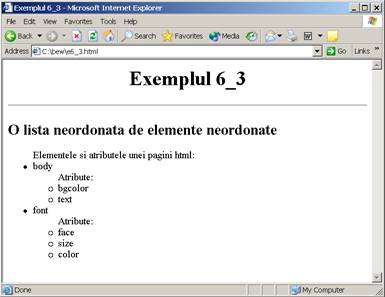 Exemplul 6_3 - Microsoft Internet Explorer
File Edit View Favorites Tools Help
Back Search Favorites Media
Address C:\bew\e6_3.html Go Links
Exemplul 6_3
O lista neordonata de elemente neordonate
Elementele si atributele unei pagini html:
body
Atribute:
bgcolor
text
font
Atribute:
face
size
color
Done My Computer